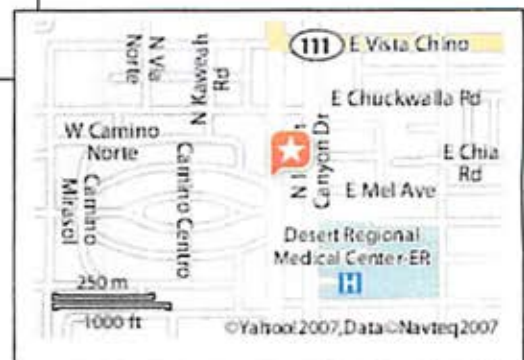 111 E Vista Chino
N Via
Norte
N Kaweah
Rd
E Chuckwalla Rd
W Camino
Norte
E Chia
Rd
N
Canyon Dr
E Mel Ave
Camino
Mirasol
Camino Centro
Desert Regional
Medical Center-ER
H
250 m
1000 ft
©Yahoo!2007,Data©Navteq2007